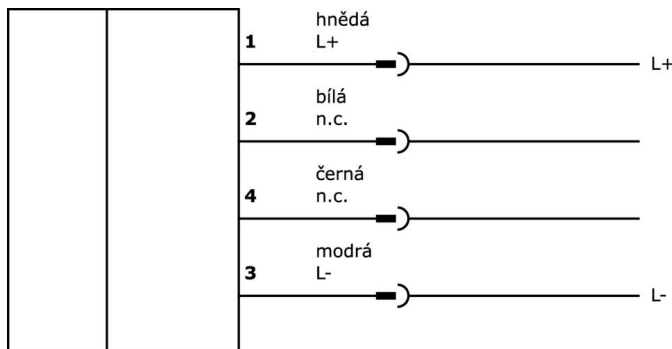 hnědá
1 L+
L+
bílá
2 n.c.
černá
4 n.c.
modrá
3 L-
L-